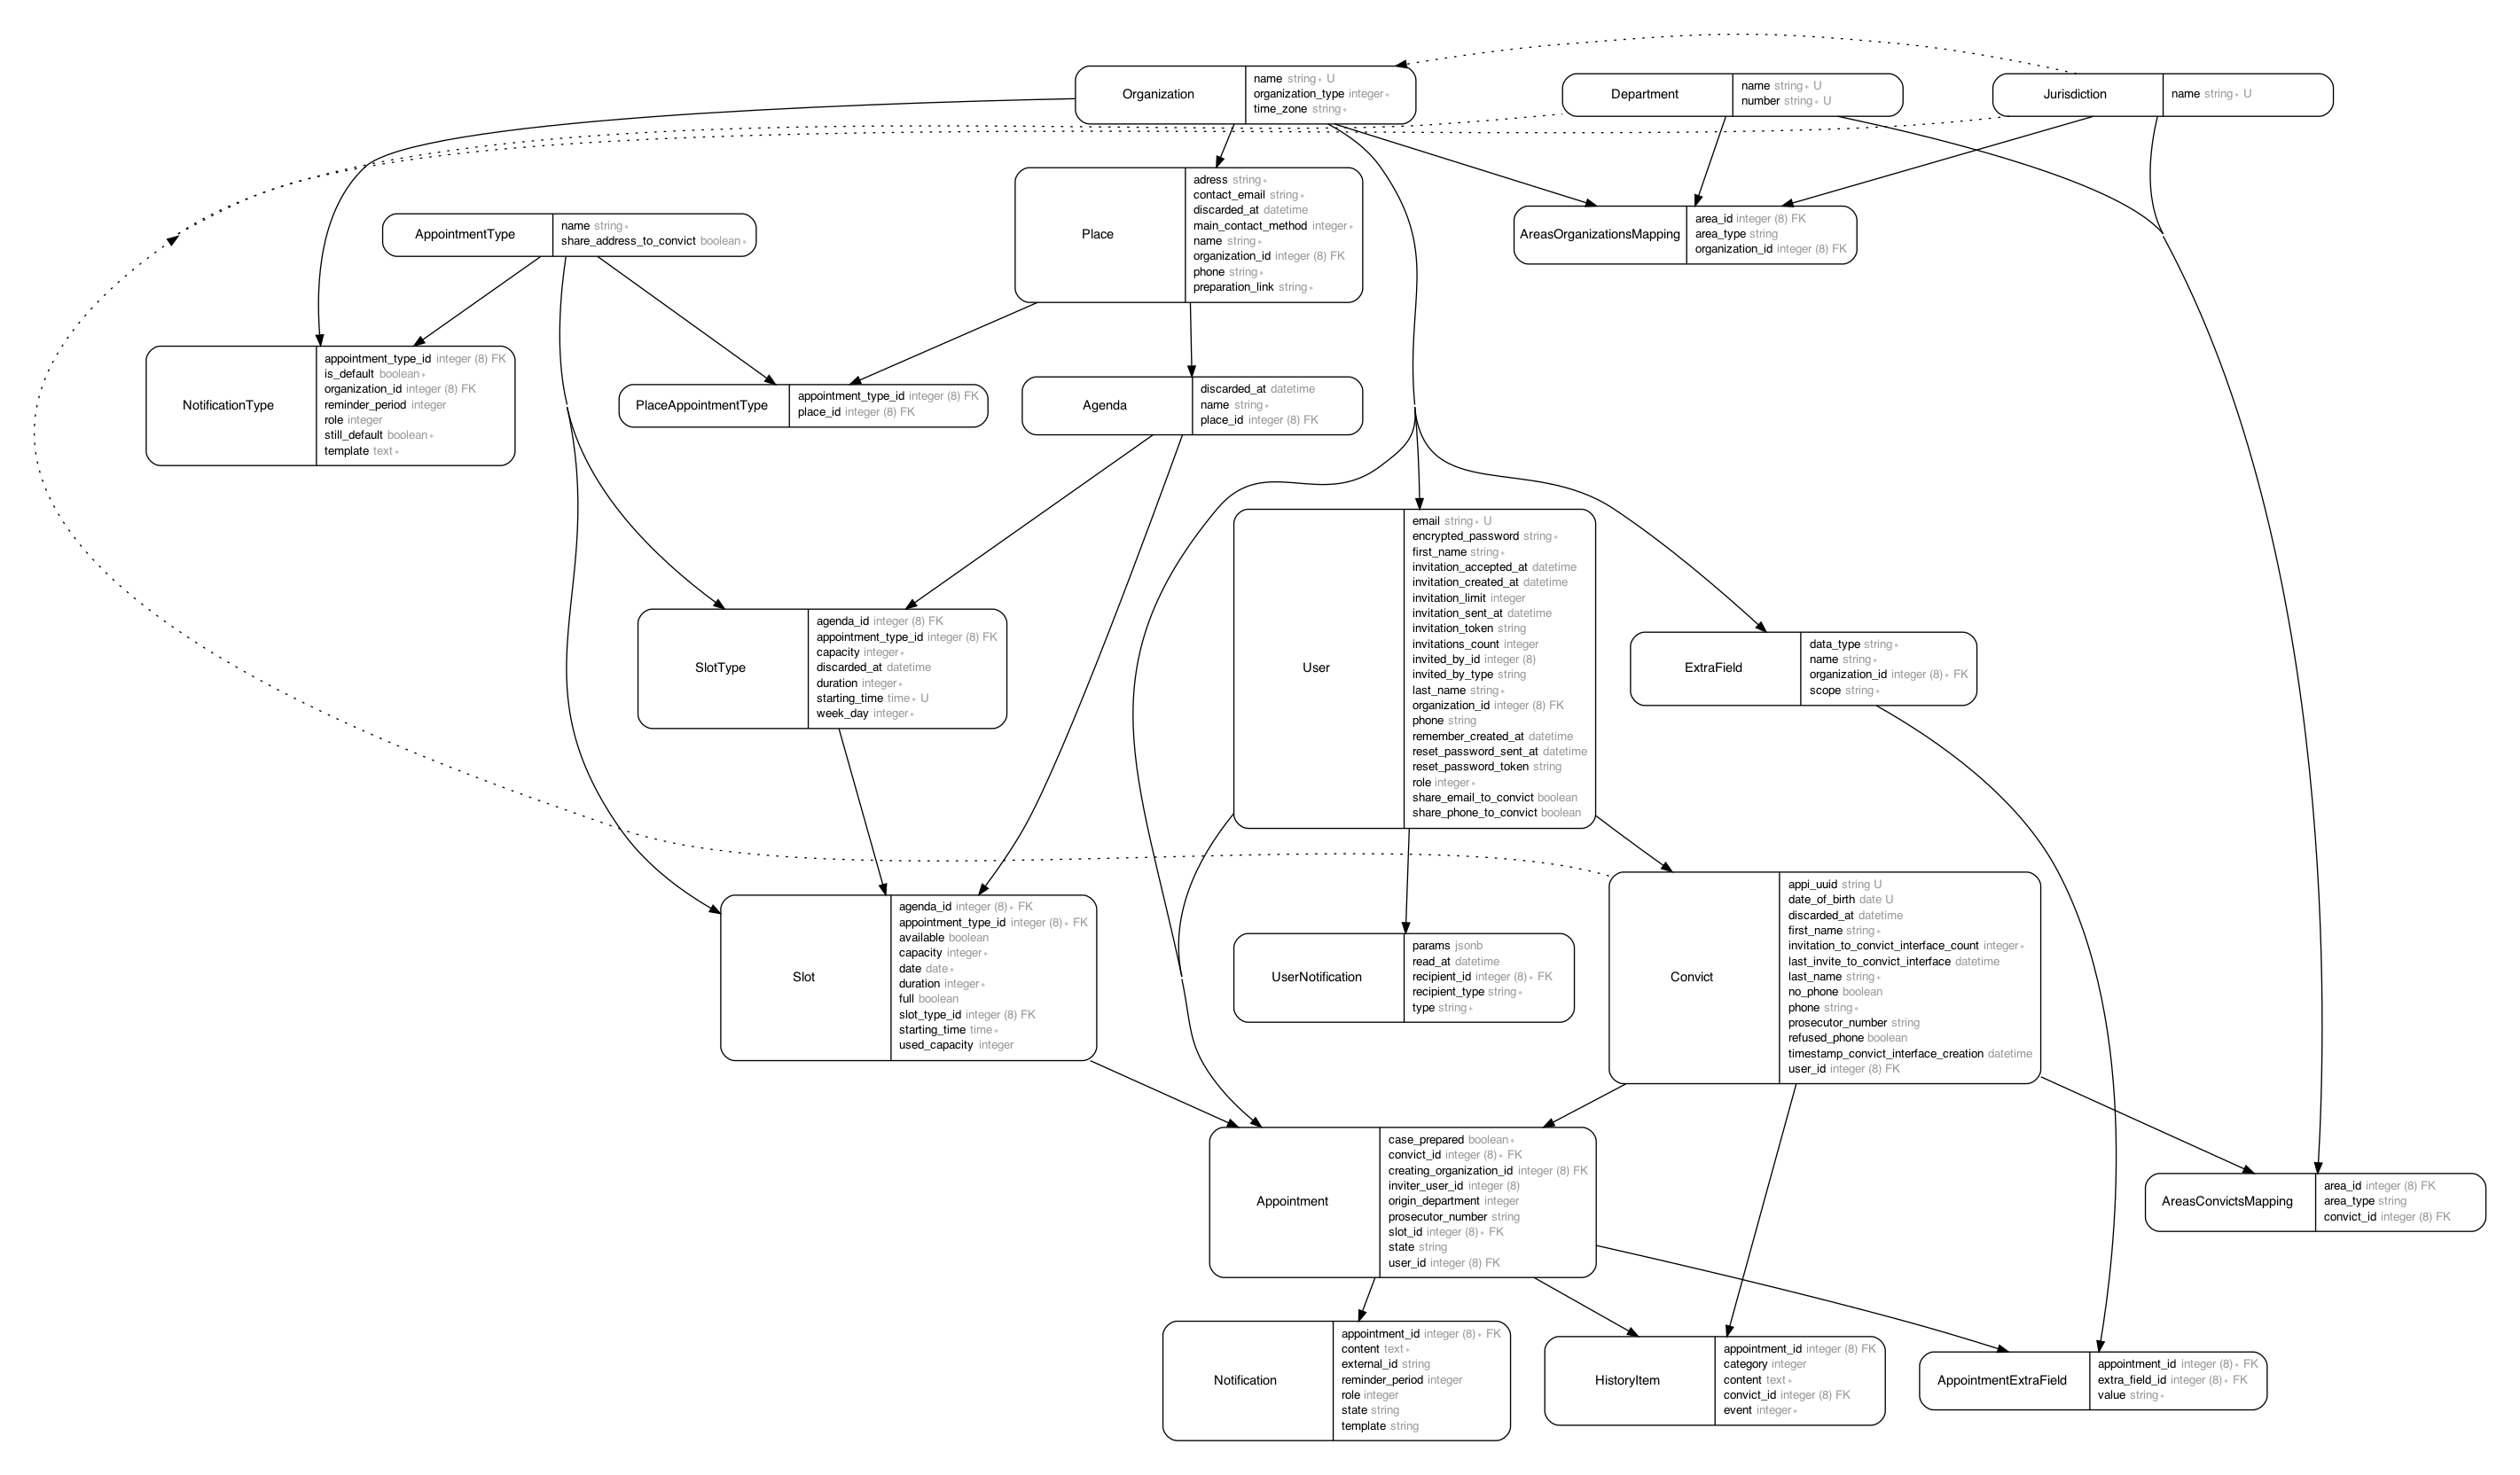 Organization
name string∗ U
organization_type integer∗
time_zone string∗
Department
name string∗ U
number string∗ U
Jurisdiction
name string∗ U
Place
adress string∗
contact_email string∗
discarded_at datetime
main_contact_method integer∗
name string∗
organization_id integer (8) FK
phone string∗
preparation_link string∗
AppointmentType
name string∗
share_address_to_convict boolean∗
AreasOrganizationsMapping
area_id integer (8) FK
area_type string
organization_id integer (8) FK
NotificationType
appointment_type_id integer (8) FK
is_default boolean∗
organization_id integer (8) FK
reminder_period integer
role integer
still_default boolean∗
template text∗
PlaceAppointmentType
appointment_type_id integer (8) FK
place_id integer (8) FK
Agenda
discarded_at datetime
name string∗
place_id integer (8) FK
User
email string∗ U
encrypted_password string∗
first_name string∗
invitation_accepted_at datetime
invitation_created_at datetime
invitation_limit integer
invitation_sent_at datetime
invitation_token string
invitations_count integer
invited_by_id integer (8)
invited_by_type string
last_name string∗
organization_id integer (8) FK
phone string
remember_created_at datetime
reset_password_sent_at datetime
reset_password_token string
role integer∗
share_email_to_convict boolean
share_phone_to_convict boolean
SlotType
agenda_id integer (8) FK
appointment_type_id integer (8) FK
capacity integer∗
discarded_at datetime
duration integer∗
starting_time time∗ U
week_day integer∗
ExtraField
data_type string∗
name string∗
organization_id integer (8)∗ FK
scope string∗
Slot
agenda_id integer (8)∗ FK
appointment_type_id integer (8)∗ FK
available boolean
capacity integer∗
date date∗
duration integer∗
full boolean
slot_type_id integer (8) FK
starting_time time∗
used_capacity integer
UserNotification
params jsonb
read_at datetime
recipient_id integer (8)∗ FK
recipient_type string∗
type string∗
Convict
appi_uuid string U
date_of_birth date U
discarded_at datetime
first_name string∗
invitation_to_convict_interface_count integer∗
last_invite_to_convict_interface datetime
last_name string∗
no_phone boolean
phone string∗
prosecutor_number string
refused_phone boolean
timestamp_convict_interface_creation datetime
user_id integer (8) FK
Appointment
case_prepared boolean∗
convict_id integer (8)∗ FK
creating_organization_id integer (8) FK
inviter_user_id integer (8)
origin_department integer
prosecutor_number string
slot_id integer (8)∗ FK
state string
user_id integer (8) FK
AreasConvictsMapping
area_id integer (8) FK
area_type string
convict_id integer (8) FK
Notification
appointment_id integer (8)∗ FK
content text∗
external_id string
reminder_period integer
role integer
state string
template string
HistoryItem
appointment_id integer (8) FK
category integer
content text∗
convict_id integer (8) FK
event integer∗
AppointmentExtraField
appointment_id integer (8)∗ FK
extra_field_id integer (8)∗ FK
value string∗